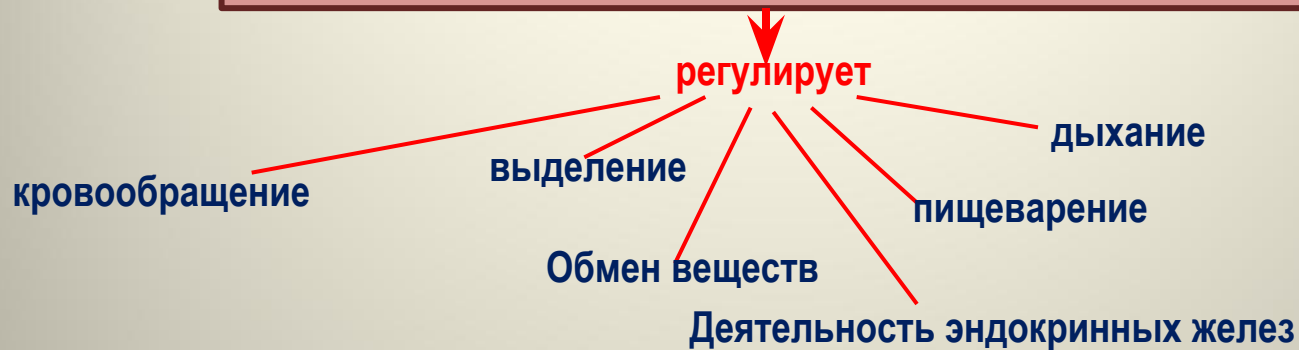 регулирует
дыхание
выделение
кровообращение
пищеварение
Обмен веществ
Деятельность эндокринных желез